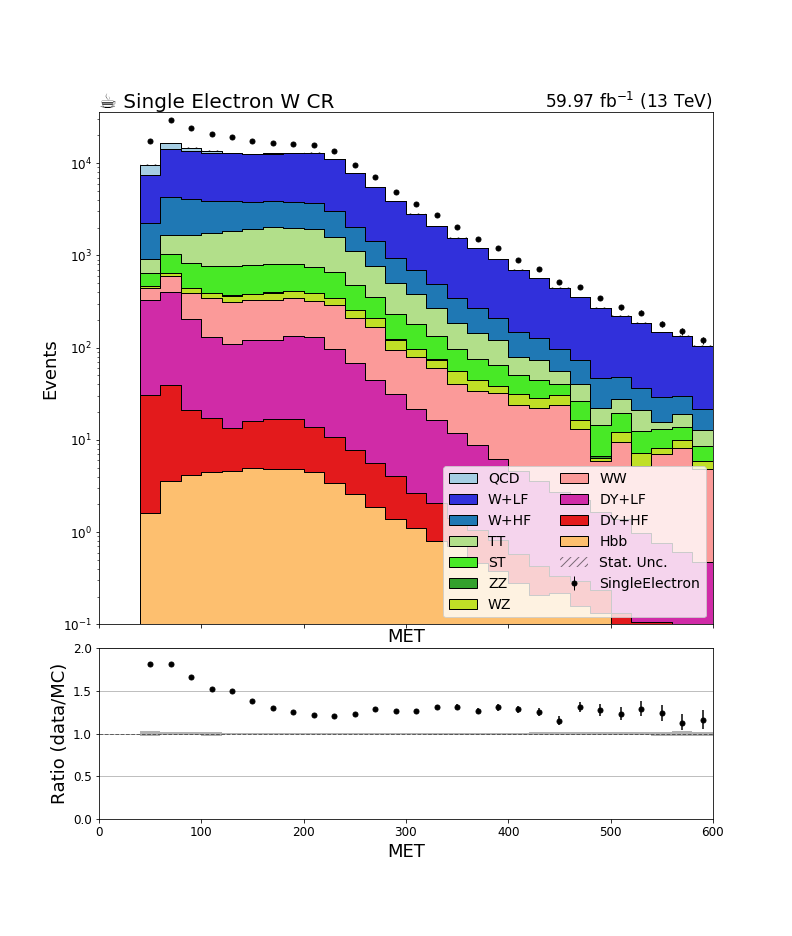 ☕ Single Electron W CR 59.97 fb⁻¹ (13 TeV)
Events
10⁴
10³
10²
10¹
10⁰
10⁻¹
QCD WW
W+LF DY+LF
W+HF DY+HF
TT Hbb
ST Stat. Unc.
ZZ SingleElectron
WZ
MET
Ratio (data/MC)
2.0
1.5
1.0
0.5
0.0
0 100 200 300 400 500 600
MET